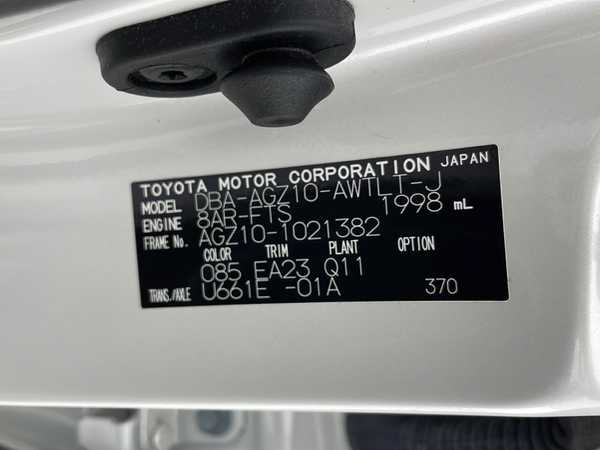 TOYOTA MOTOR CORPORATION JAPAN
MODEL DBA-AGZ10-AWTLT-J
ENGINE 8AR-FTS 1998 mL
FRAME No. AGZ10-1021382
COLOR TRIM PLANT OPTION
085 EA23 Q11
TRANS./AXLE U661E -01A 370